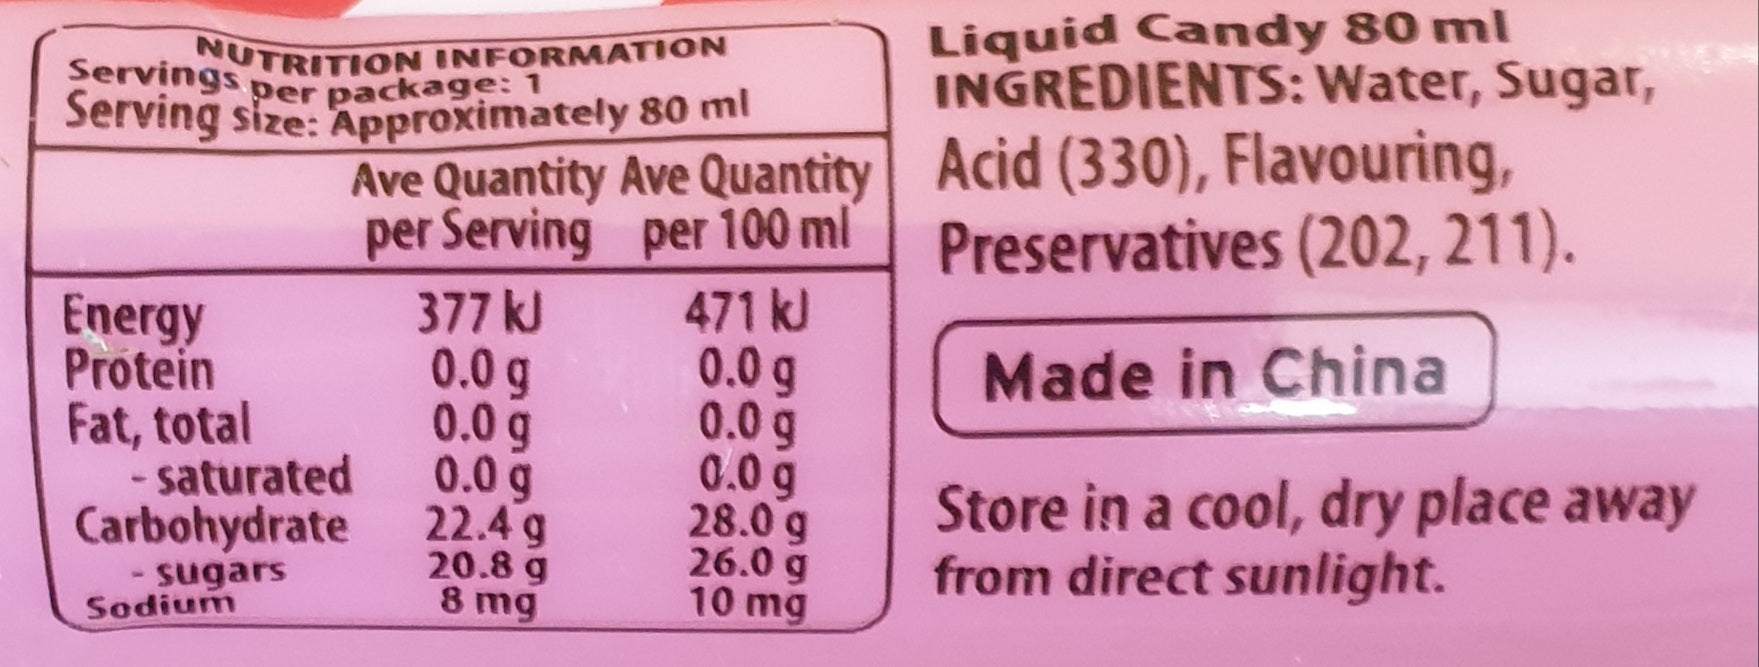 NUTRITION INFORMATION
Servings per package: 1
Serving size: Approximately 80 ml
Ave Quantity Ave Quantity
per Serving per 100 ml
Energy 377 kJ 471 kJ
Protein 0.0 g 0.0 g
Fat, total 0.0 g 0.0 g
- saturated 0.0 g 0.0 g
Carbohydrate 22.4 g 28.0 g
- sugars 20.8 g 26.0 g
Sodium 8 mg 10 mg
Liquid Candy 80 ml
INGREDIENTS: Water, Sugar,
Acid (330), Flavouring,
Preservatives (202, 211).
Made in China
Store in a cool, dry place away
from direct sunlight.